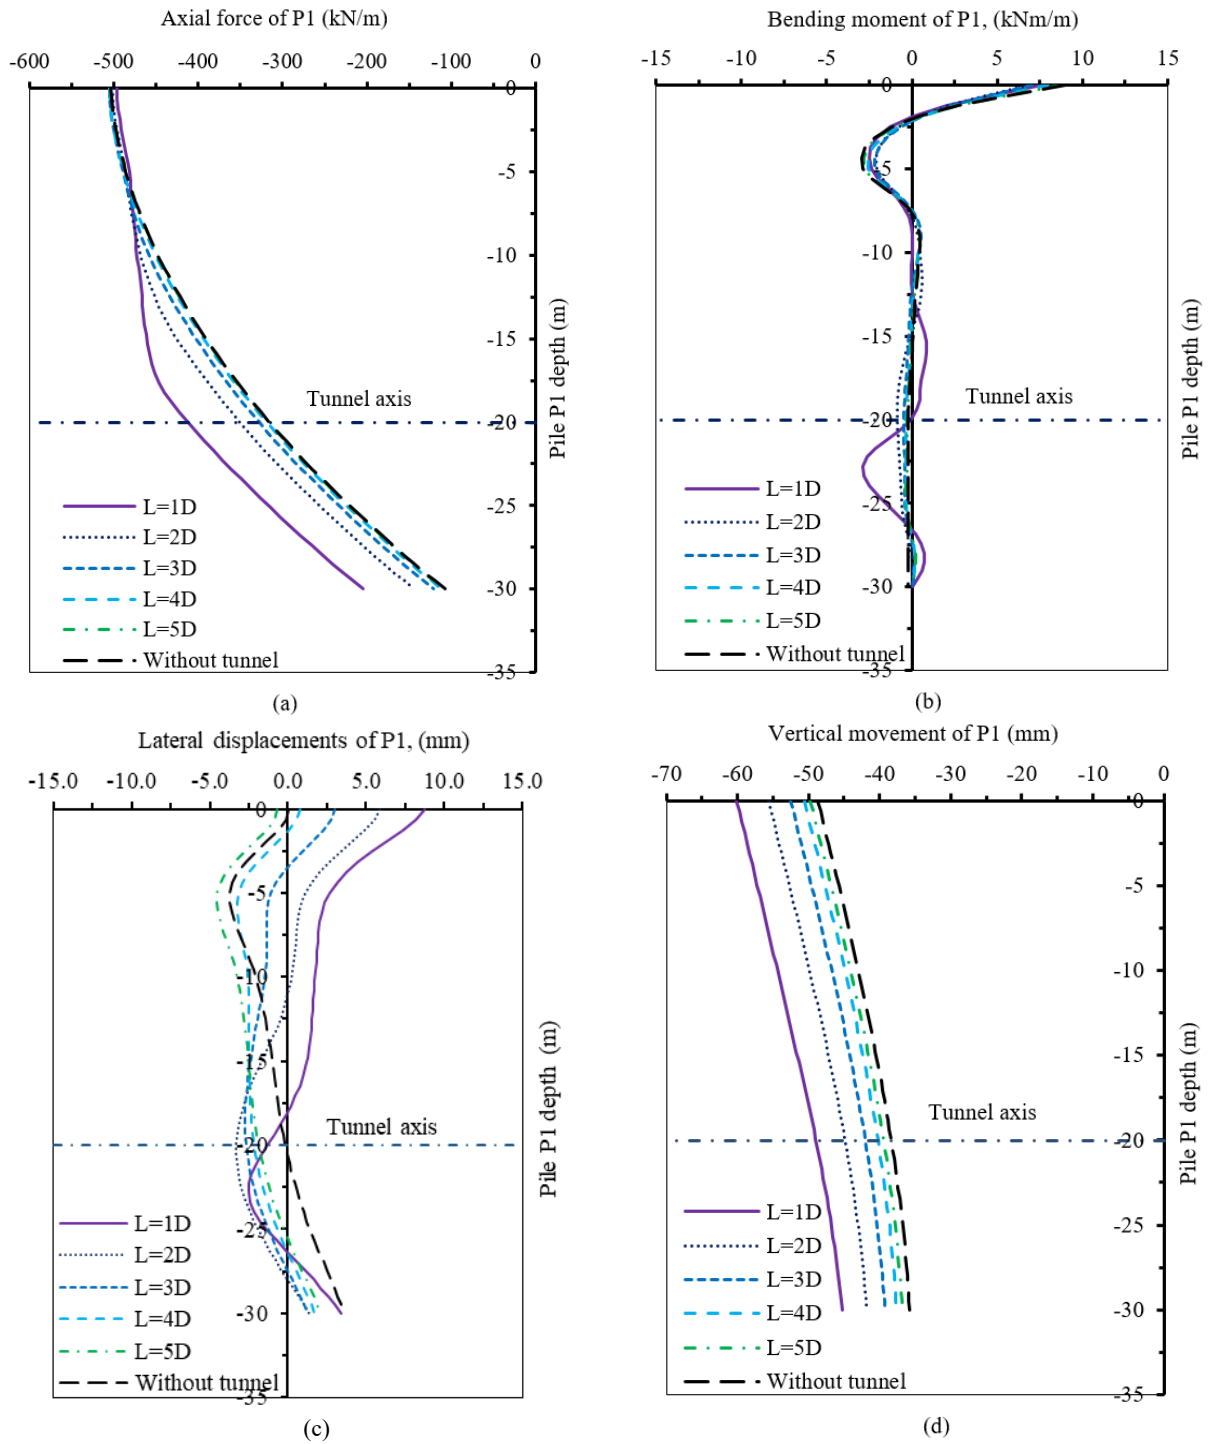 Axial force of P1 (kN/m)
-600 -500 -400 -300 -200 -100 0
0
-5
-10
-15
-20
-25
-30
-35
Pile P1 depth (m)
Tunnel axis
L=1D
L=2D
L=3D
L=4D
L=5D
Without tunnel
(a)
Bending moment of P1, (kNm/m)
-15 -10 -5 0 5 10 15
0
-5
-10
-15
-20
-25
-30
-35
Pile P1 depth (m)
Tunnel axis
L=1D
L=2D
L=3D
L=4D
L=5D
Without tunnel
(b)
Lateral displacements of P1, (mm)
-15.0 -10.0 -5.0 0.0 5.0 10.0 15.0
0
-5
-10
-15
-20
-25
-30
-35
Pile P1 depth (m)
Tunnel axis
L=1D
L=2D
L=3D
L=4D
L=5D
Without tunnel
(c)
Vertical movement of P1 (mm)
-70 -60 -50 -40 -30 -20 -10 0
0
-5
-10
-15
-20
-25
-30
-35
Pile P1 depth (m)
Tunnel axis
L=1D
L=2D
L=3D
L=4D
L=5D
Without tunnel
(d)